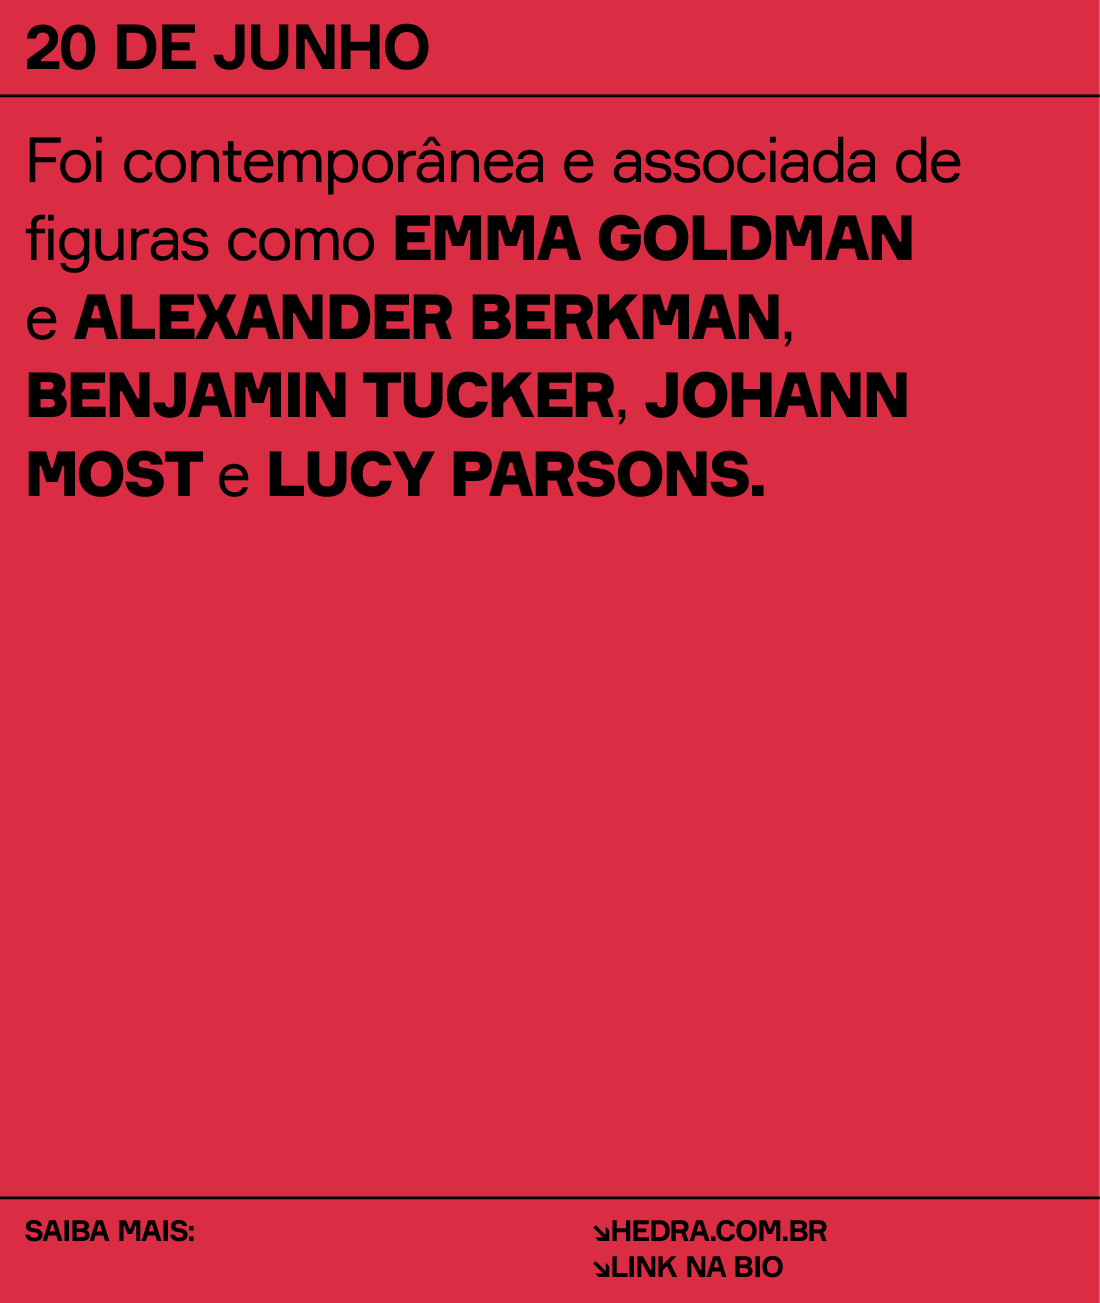 20 DE JUNHO
Foi contemporânea e associada de
figuras como EMMA GOLDMAN
e ALEXANDER BERKMAN,
BENJAMIN TUCKER, JOHANN
MOST e LUCY PARSONS.
SAIBA MAIS:
↘HEDRA.COM.BR
↘LINK NA BIO